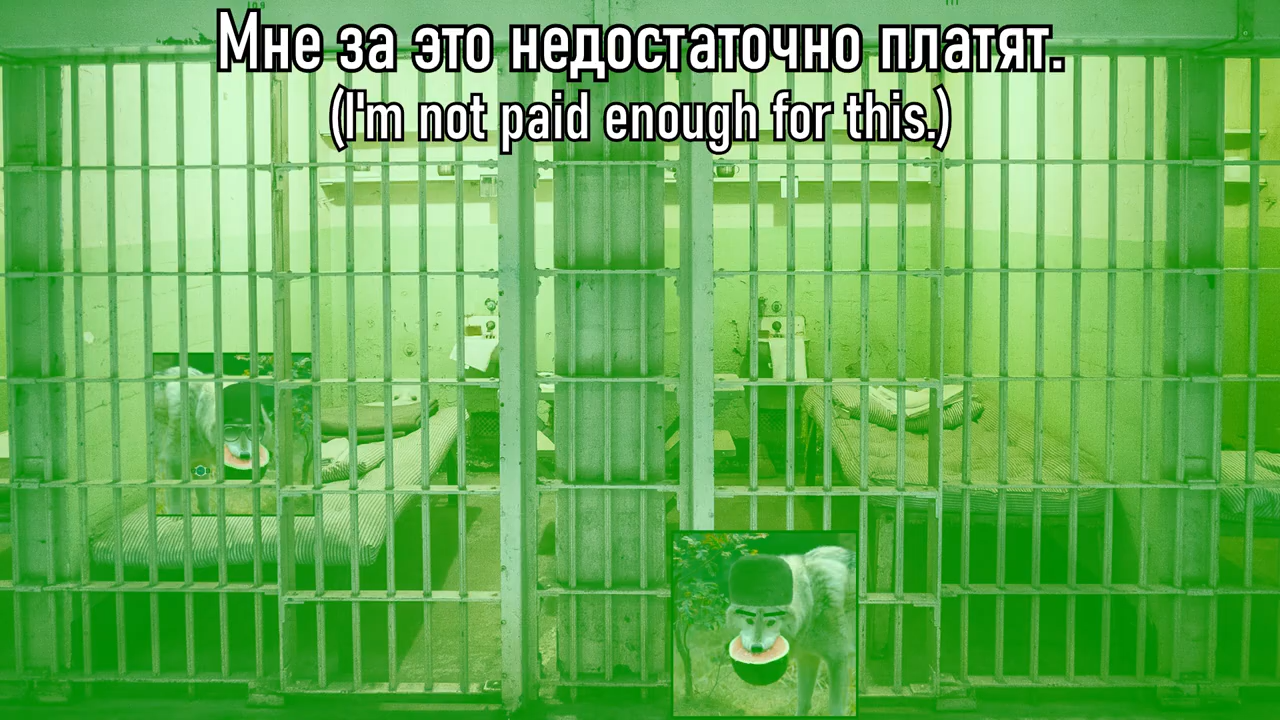 Мне за это недостаточно платят.
(I'm not paid enough for this.)